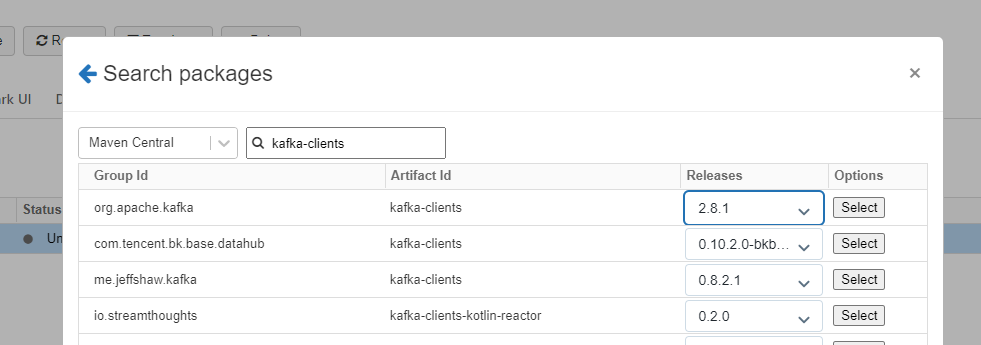 Search packages
×
rk UI
Maven Central
kafka-clients
Group Id Artifact Id Releases Options
Status
org.apache.kafka kafka-clients 2.8.1 Select
com.tencent.bk.base.datahub kafka-clients 0.10.2.0-bkb... Select
me.jeffshaw.kafka kafka-clients 0.8.2.1 Select
io.streamthoughts kafka-clients-kotlin-reactor 0.2.0 Select